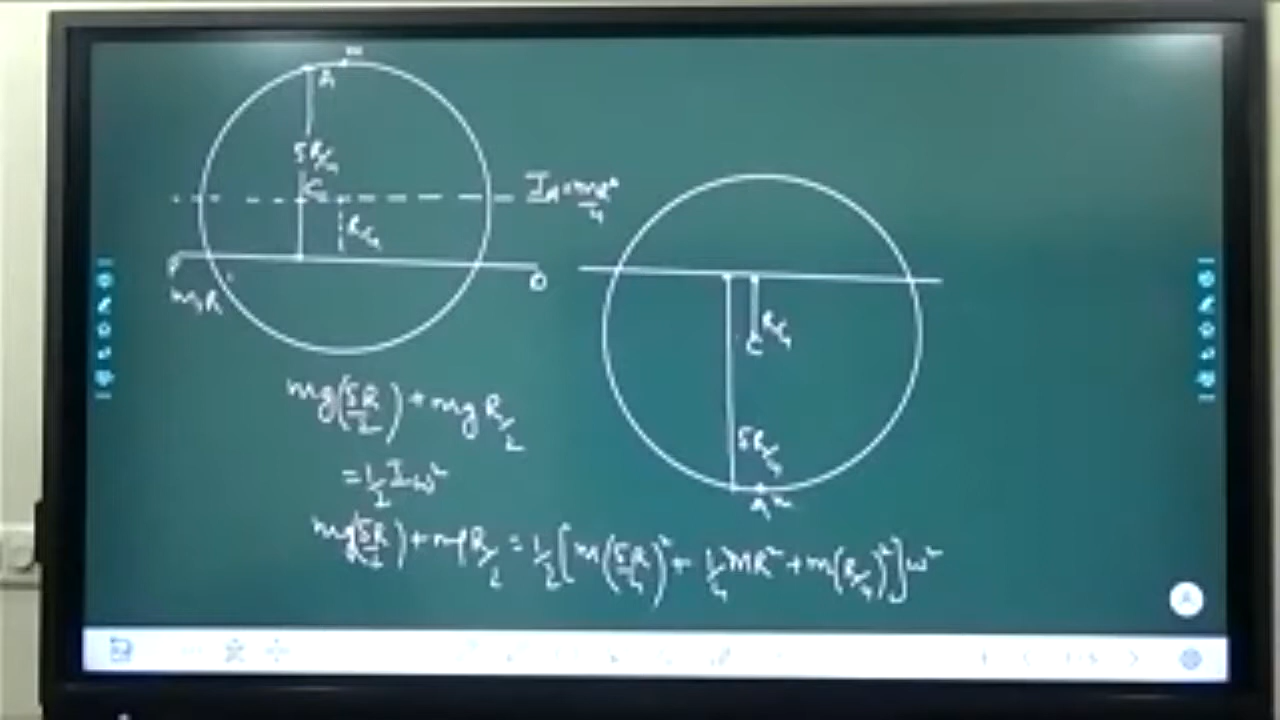 m
A
5R/4
C
I_A = mR²/4
R/4
m, R
O
R/4
C
5R/4
A m
mg(5R/2) + mg R/2
= 1/2 I ω²
mg(5R/2) + mg R/2 = 1/2 [m(5R/4)² + 1/4 mR² + m(R/4)²] ω²